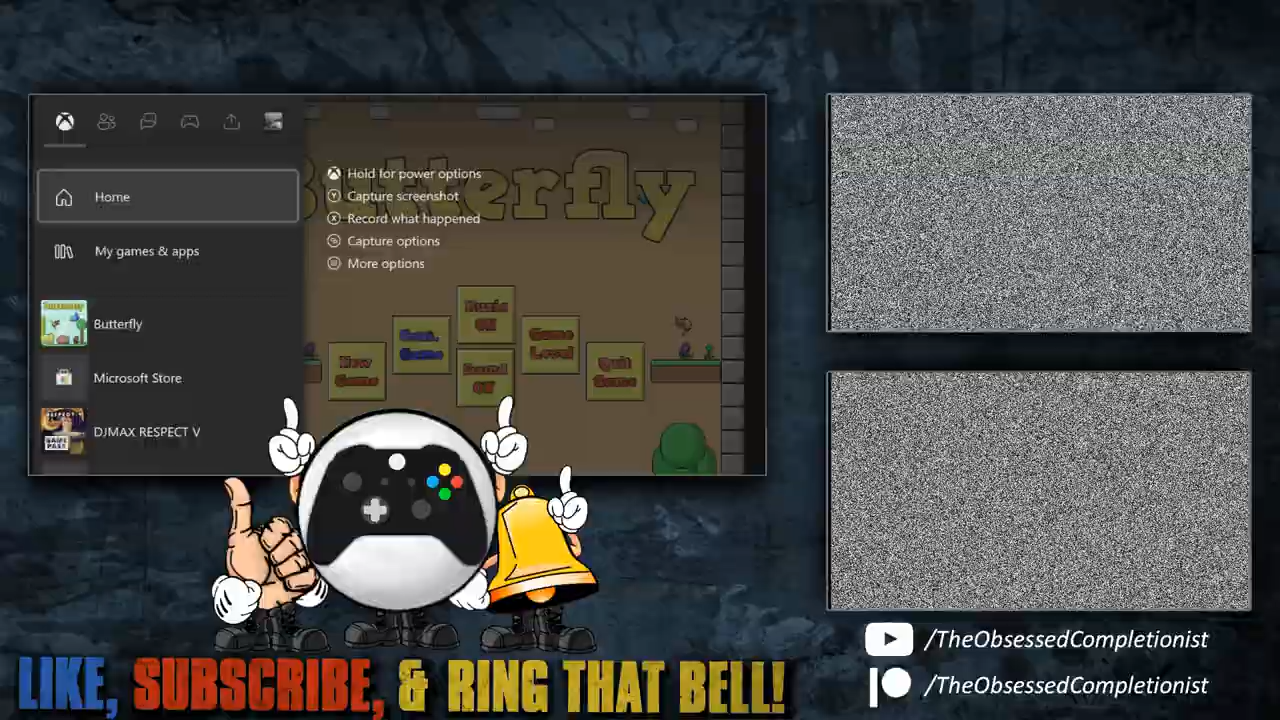 Home
My games & apps
Butterfly
Microsoft Store
DJMAX RESPECT V
Hold for power options
Capture screenshot
Record what happened
Capture options
More options
Butterfly
New
Game
Cont.
Game
Music
ON
Sound
ON
Game
Level
Quit
Game
LIKE, SUBSCRIBE, & RING THAT BELL!
/TheObsessedCompletionist
/TheObsessedCompletionist